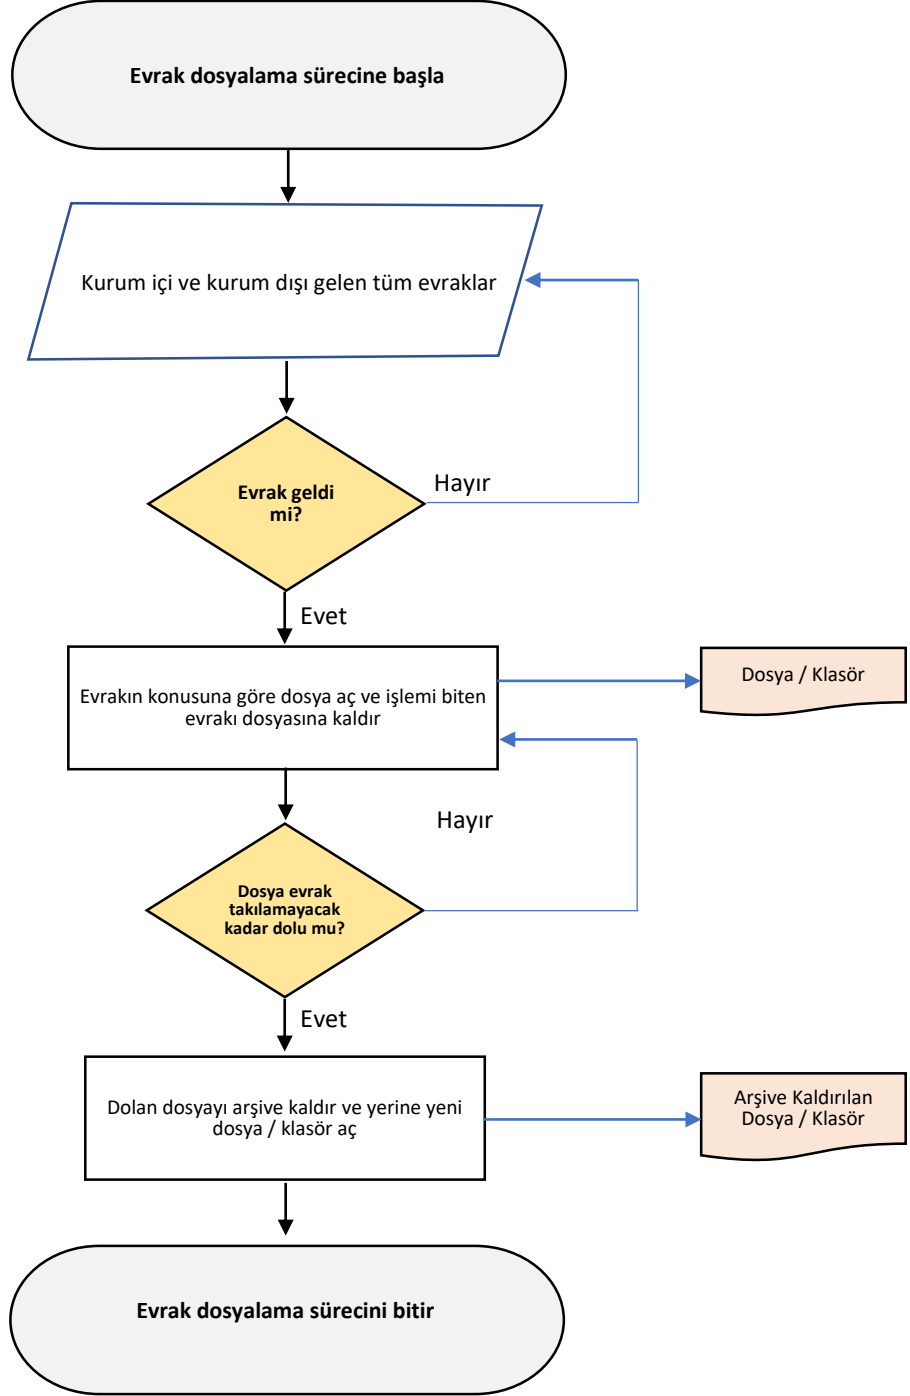 Evrak dosyalama sürecine başla
Kurum içi ve kurum dışı gelen tüm evraklar
Evrak geldi
mi?
Hayır
Evet
Evrakın konusuna göre dosya aç ve işlemi biten
evrakı dosyasına kaldır
Dosya / Klasör
Hayır
Dosya evrak
takılamayacak
kadar dolu mu?
Evet
Dolan dosyayı arşive kaldır ve yerine yeni
dosya / klasör aç
Arşive Kaldırılan
Dosya / Klasör
Evrak dosyalama sürecini bitir